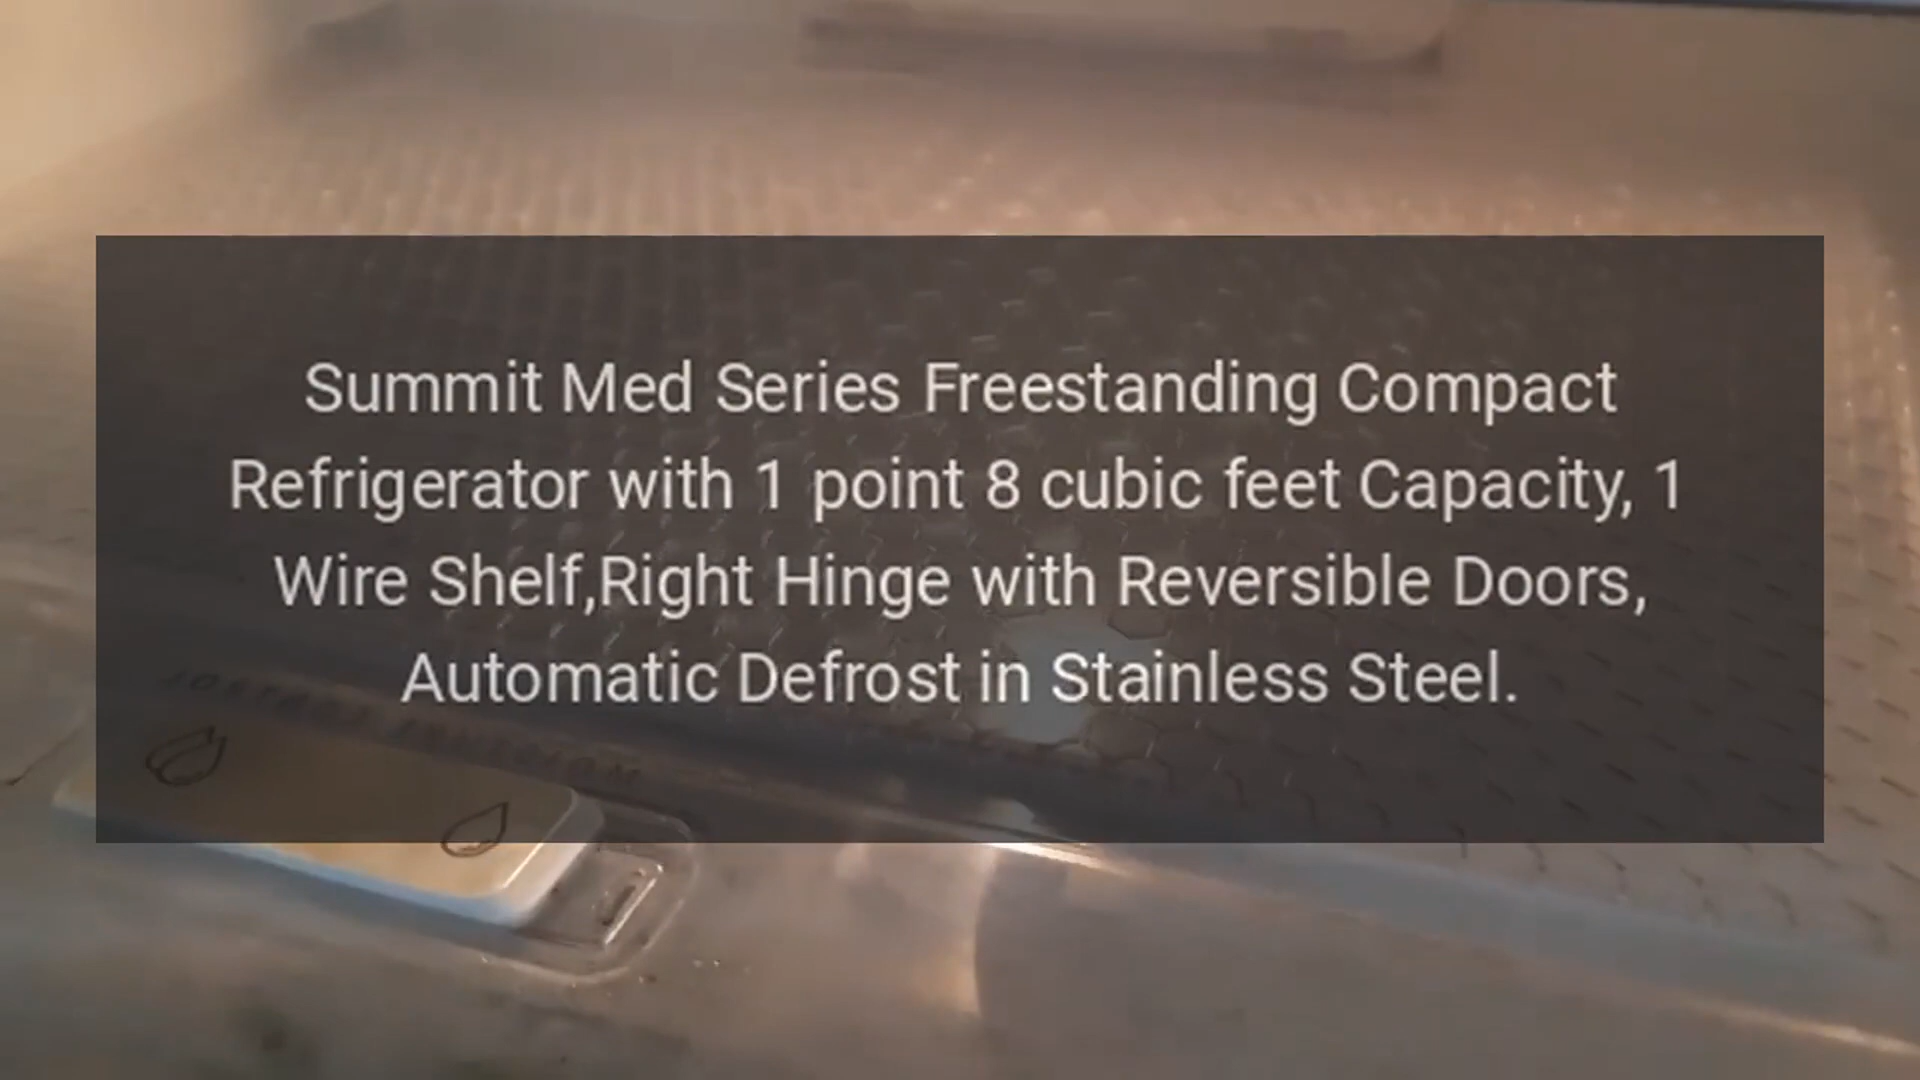 Summit Med Series Freestanding Compact
Refrigerator with 1 point 8 cubic feet Capacity, 1
Wire Shelf,Right Hinge with Reversible Doors,
Automatic Defrost in Stainless Steel.